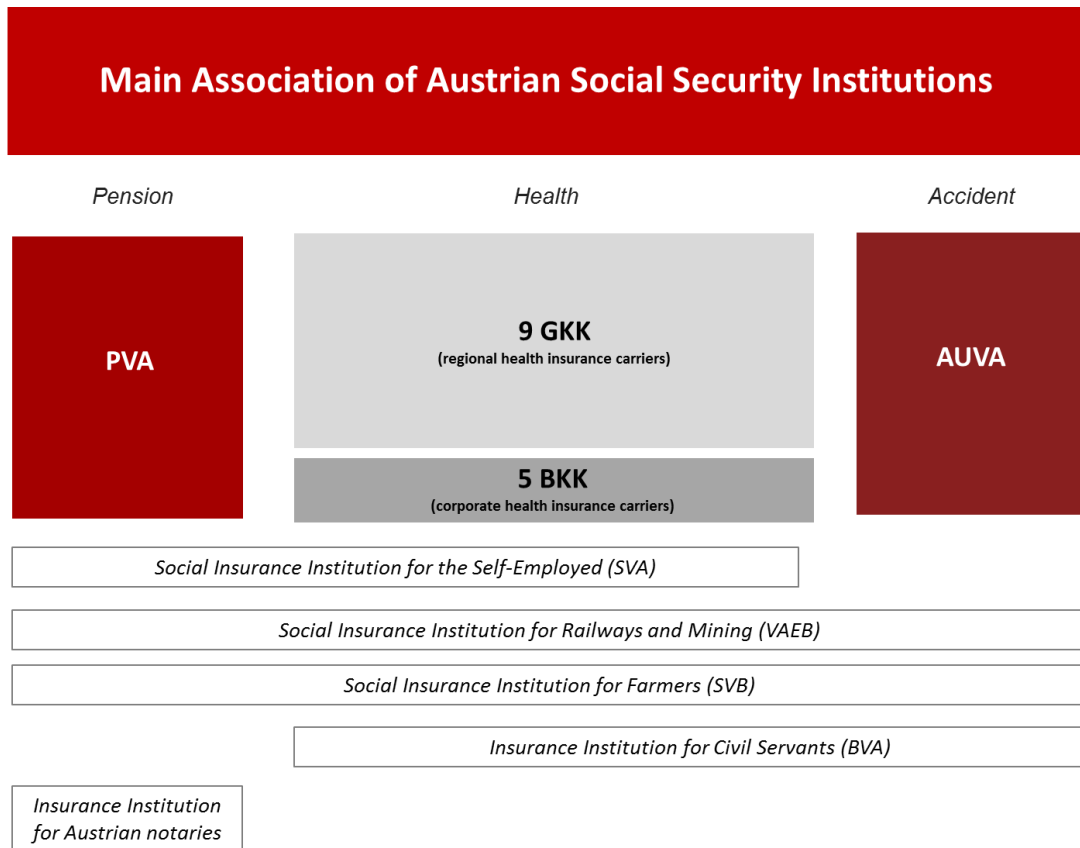 Main Association of Austrian Social Security Institutions
Pension
Health
Accident
PVA
9 GKK
(regional health insurance carriers)
AUVA
5 BKK
(corporate health insurance carriers)
Social Insurance Institution for the Self-Employed (SVA)
Social Insurance Institution for Railways and Mining (VAEB)
Social Insurance Institution for Farmers (SVB)
Insurance Institution for Civil Servants (BVA)
Insurance Institution
for Austrian notaries